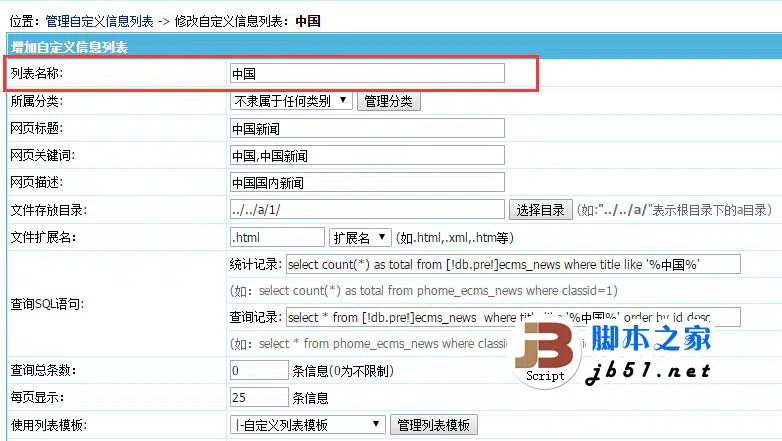 位置：管理自定义信息列表 -> 修改自定义信息列表：中国
增加自定义信息列表
列表名称: 中国
所属分类: 不隶属于任何类别 管理分类
网页标题: 中国新闻
网页关键词: 中国,中国新闻
网页描述: 中国国内新闻
文件存放目录: ../../a/1/ 选择目录 (如:"../../a/"表示根目录下的a目录)
文件扩展名: .html 扩展名 (如.html,.xml,.htm等)
统计记录: select count(*) as total from [!db.pre!]ecms_news where title like '%中国%'
(如：select count(*) as total from phome_ecms_news where classid=1)
查询SQL语句:
查询记录: select * from [!db.pre!]ecms_news where title like '%中国%' order by id desc
(如：select * from phome_ecms_news where classid
查询总条数: 0 条信息(0为不限制)
每页显示: 25 条信息
使用列表模板: |-自定义列表模板 管理列表模板
JB Script 脚本之家
jb51.net